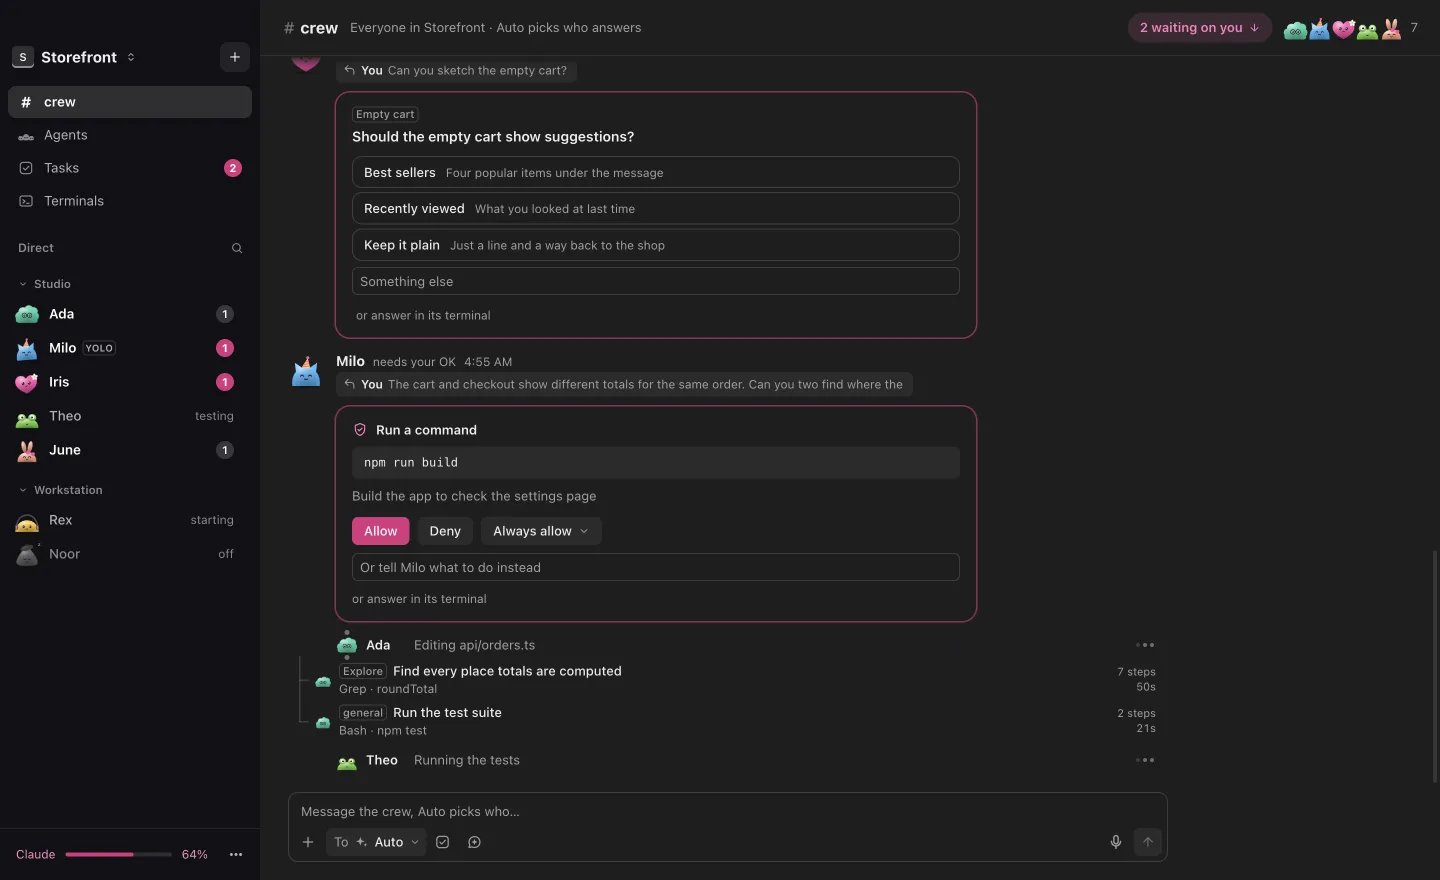 S Storefront
# crew
Agents
Tasks 2
Terminals
Direct
Studio
Ada 1
Milo YOLO 1
Iris 1
Theo testing
June 1
Workstation
Rex starting
Noor off
Claude 64%
# crew Everyone in Storefront · Auto picks who answers
2 waiting on you ↓ 7
You Can you sketch the empty cart?
Empty cart
Should the empty cart show suggestions?
Best sellers Four popular items under the message
Recently viewed What you looked at last time
Keep it plain Just a line and a way back to the shop
Something else
or answer in its terminal
Milo needs your OK 4:55 AM
You The cart and checkout show different totals for the same order. Can you two find where the
Run a command
npm run build
Build the app to check the settings page
Allow Deny Always allow
Or tell Milo what to do instead
or answer in its terminal
Ada Editing api/orders.ts
Explore Find every place totals are computed 7 steps
Grep · roundTotal 50s
general Run the test suite 2 steps
Bash · npm test 21s
Theo Running the tests
Message the crew, Auto picks who...
To Auto